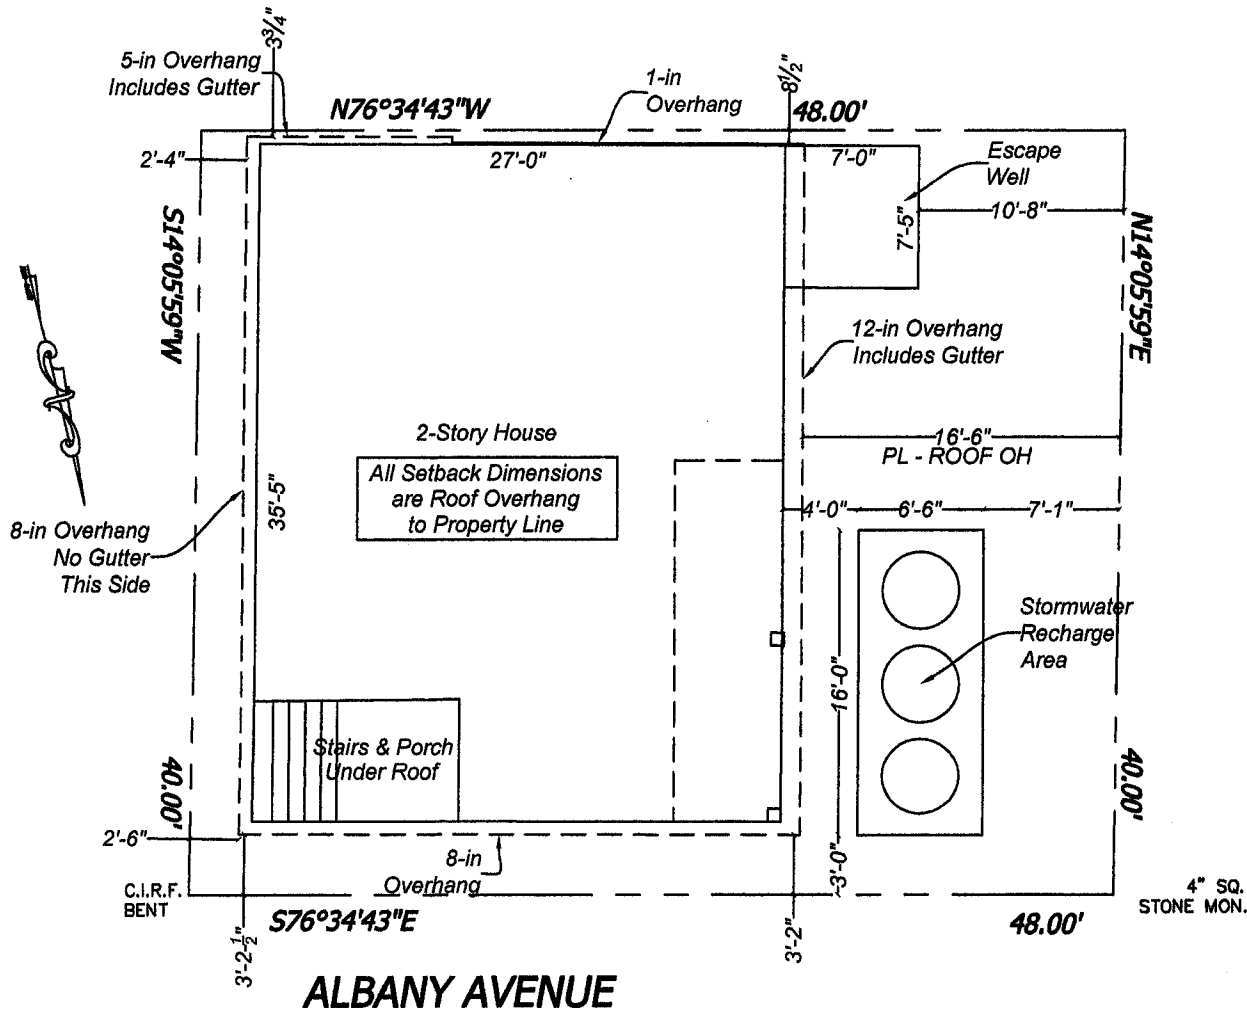 3¾"
5-in Overhang
Includes Gutter
N76°34'43"W
1-in
Overhang
8½"
48.00'
2'-4"
27'-0"
7'-0"
Escape
Well
7'-5"
10'-8"
S14°05'59"W
N14°05'59"E
12-in Overhang
Includes Gutter
2-Story House
All Setback Dimensions
are Roof Overhang
to Property Line
16'-6"
PL - ROOF OH
35'-5"
4'-0"
6'-6"
7'-1"
8-in Overhang
No Gutter
This Side
Stormwater
Recharge
Area
16'-0"
Stairs & Porch
Under Roof
40.00'
40.00'
2'-6"
8-in
Overhang
3'-0"
C.I.R.F.
BENT
4" SQ.
STONE MON.
S76°34'43"E
48.00'
3'-2-½"
3'-2"
ALBANY AVENUE